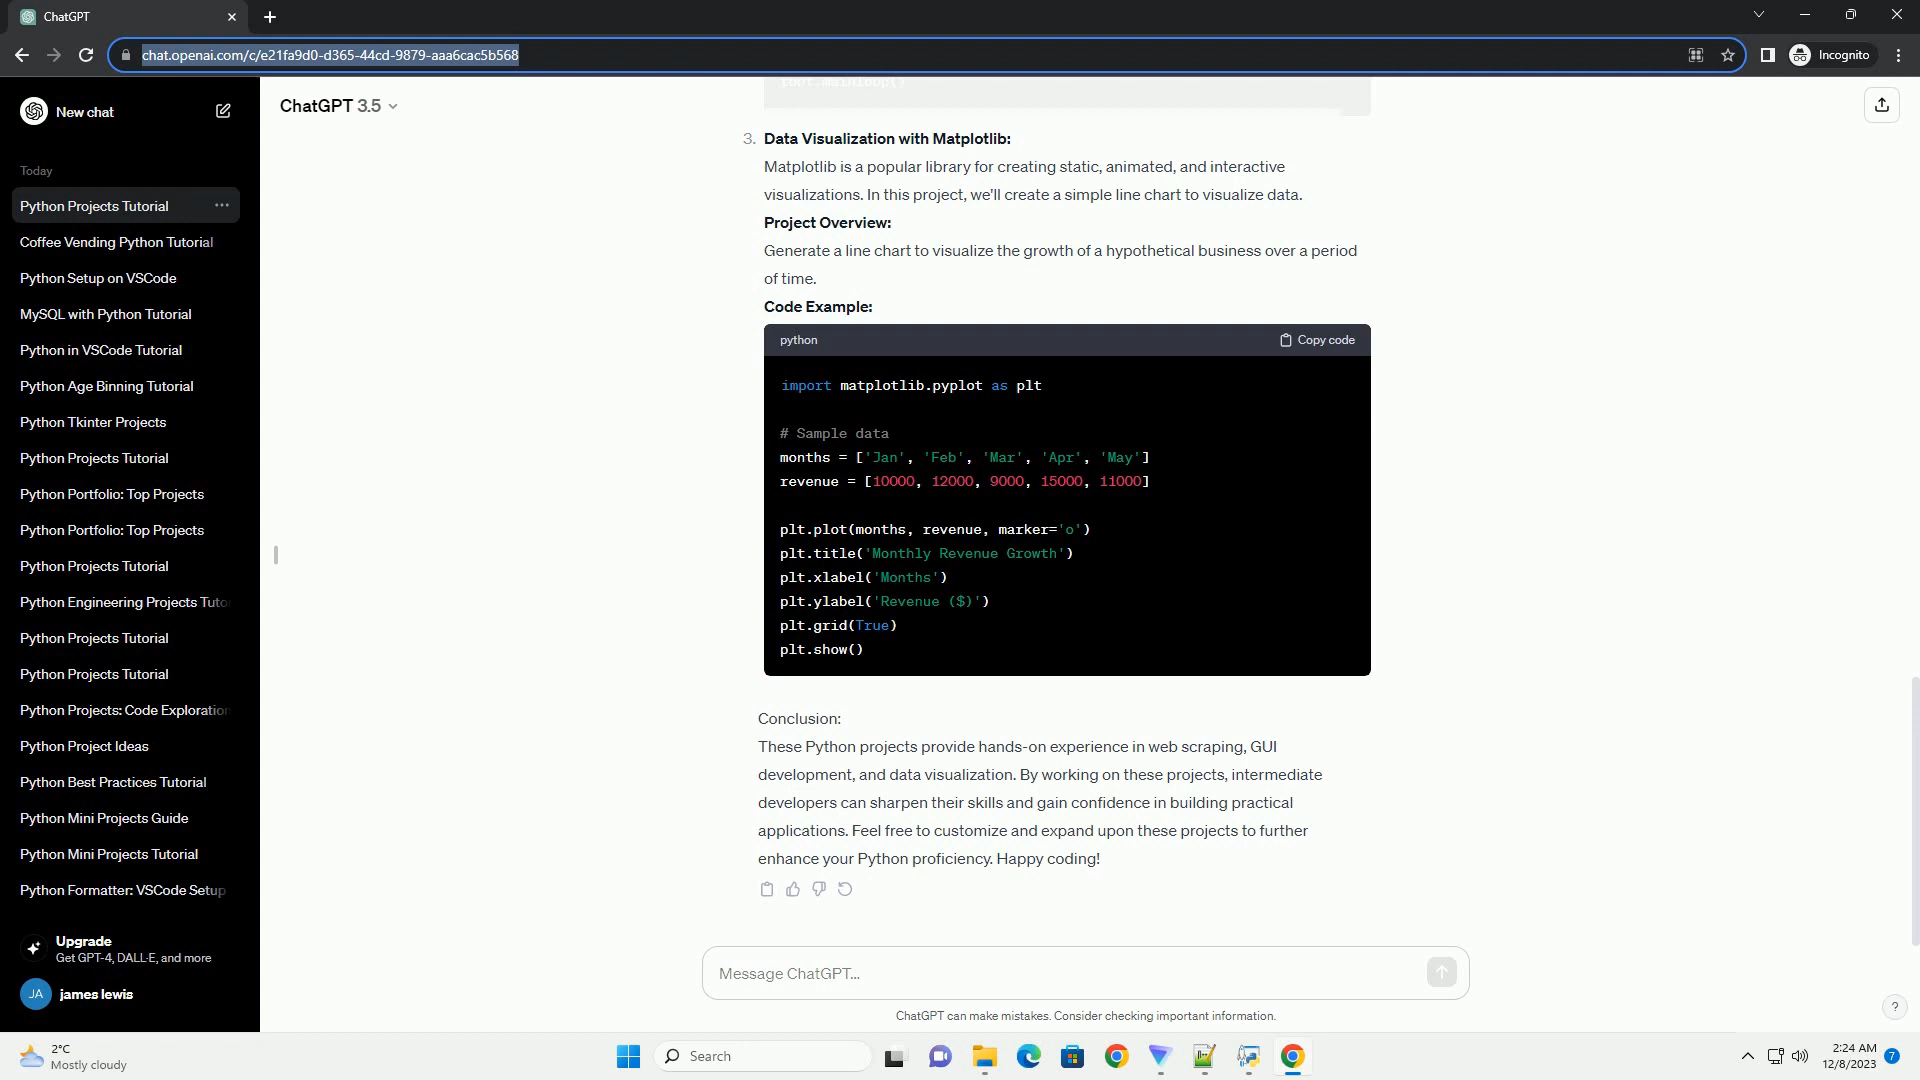 ChatGPT
chat.openai.com/c/e21fa9d0-d365-44cd-9879-aaa6cac5b568
Incognito
New chat
Today
Python Projects Tutorial
Coffee Vending Python Tutorial
Python Setup on VSCode
MySQL with Python Tutorial
Python in VSCode Tutorial
Python Age Binning Tutorial
Python Tkinter Projects
Python Projects Tutorial
Python Portfolio: Top Projects
Python Portfolio: Top Projects
Python Projects Tutorial
Python Engineering Projects Tuto
Python Projects Tutorial
Python Projects Tutorial
Python Projects: Code Exploration
Python Project Ideas
Python Best Practices Tutorial
Python Mini Projects Guide
Python Mini Projects Tutorial
Python Formatter: VSCode Setup
Upgrade
Get GPT-4, DALL·E, and more
JA
james lewis
ChatGPT 3.5
root.mainloop()
3. Data Visualization with Matplotlib:
Matplotlib is a popular library for creating static, animated, and interactive
visualizations. In this project, we'll create a simple line chart to visualize data.
Project Overview:
Generate a line chart to visualize the growth of a hypothetical business over a period
of time.
Code Example:
python
Copy code
import matplotlib.pyplot as plt
# Sample data
months = ['Jan', 'Feb', 'Mar', 'Apr', 'May']
revenue = [10000, 12000, 9000, 15000, 11000]
plt.plot(months, revenue, marker='o')
plt.title('Monthly Revenue Growth')
plt.xlabel('Months')
plt.ylabel('Revenue ($)')
plt.grid(True)
plt.show()
Conclusion:
These Python projects provide hands-on experience in web scraping, GUI
development, and data visualization. By working on these projects, intermediate
developers can sharpen their skills and gain confidence in building practical
applications. Feel free to customize and expand upon these projects to further
enhance your Python proficiency. Happy coding!
Message ChatGPT...
ChatGPT can make mistakes. Consider checking important information.
?
2°C
Mostly cloudy
Search
2:24 AM
12/8/2023
7